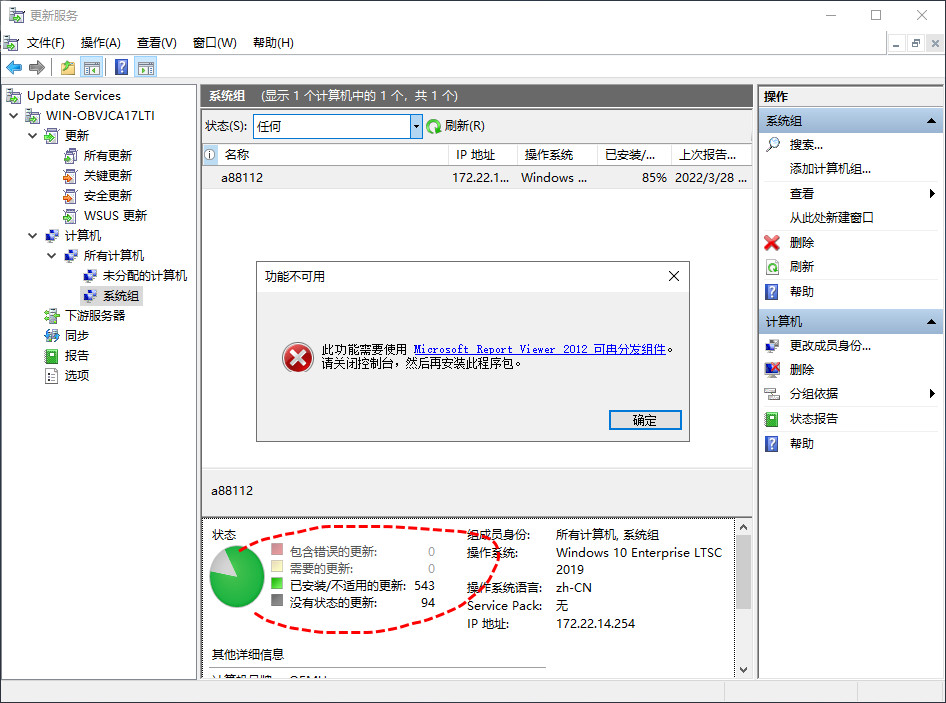 更新服务
文件(F) 操作(A) 查看(V) 窗口(W) 帮助(H)
Update Services
WIN-OBVJCA17LTI
更新
所有更新
关键更新
安全更新
WSUS 更新
计算机
所有计算机
未分配的计算机
系统组
下游服务器
同步
报告
选项
系统组 (显示 1 个计算机中的 1 个，共 1 个)
状态(S): 任何 刷新(R)
名称 IP 地址 操作系统 已安装/... 上次报告...
a88112 172.22.1... Windows ... 85% 2022/3/28 ...
功能不可用
此功能需要使用 Microsoft Report Viewer 2012 可再分发组件。
请关闭控制台，然后再安装此程序包。
确定
a88112
状态
包含错误的更新: 0
需要的更新: 0
已安装/不适用的更新: 543
没有状态的更新: 94
组成员身份: 所有计算机, 系统组
操作系统: Windows 10 Enterprise LTSC
2019
操作系统语言: zh-CN
Service Pack: 无
IP 地址: 172.22.14.254
其他详细信息
操作
系统组
搜索...
添加计算机组...
查看
从此处新建窗口
删除
刷新
帮助
计算机
更改成员身份...
删除
分组依据
状态报告
帮助